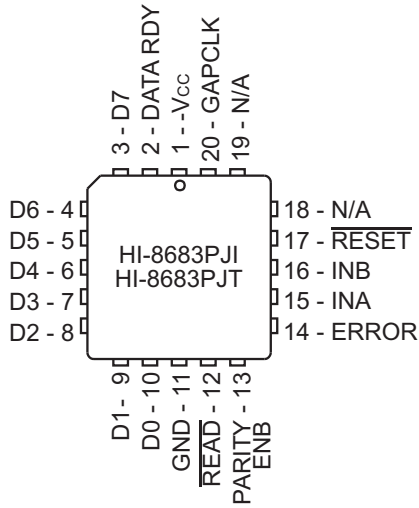 3 - D7
2 - DATA RDY
1 --Vcc
20 - GAPCLK
19 - N/A
D6 - 4
D5 - 5
D4 - 6
D3 - 7
D2 - 8
HI-8683PJI
HI-8683PJT
18 - N/A
17 - RESET
16 - INB
15 - INA
14 - ERROR
D1- 9
D0 - 10
GND - 11
READ - 12
PARITY - 13
ENB